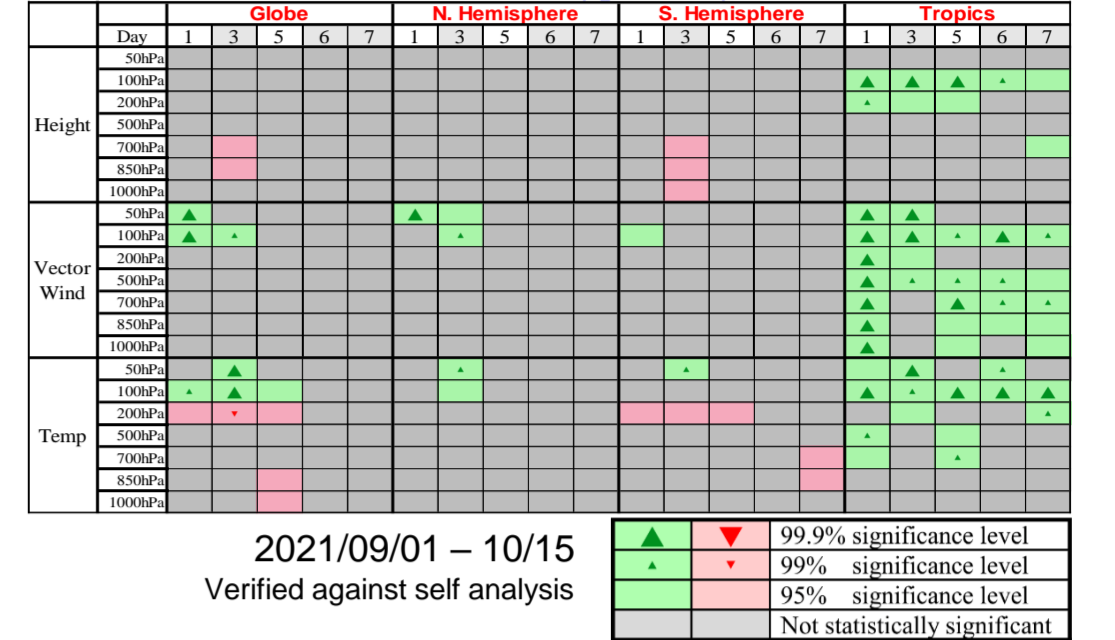 Globe N. Hemisphere S. Hemisphere Tropics
Day 1 3 5 6 7 1 3 5 6 7 1 3 5 6 7 1 3 5 6 7
Height
50hPa
100hPa
200hPa
500hPa
700hPa
850hPa
1000hPa
Vector
Wind
50hPa
100hPa
200hPa
500hPa
700hPa
850hPa
1000hPa
Temp
50hPa
100hPa
200hPa
500hPa
700hPa
850hPa
1000hPa
2021/09/01 – 10/15
Verified against self analysis
99.9% significance level
99% significance level
95% significance level
Not statistically significant